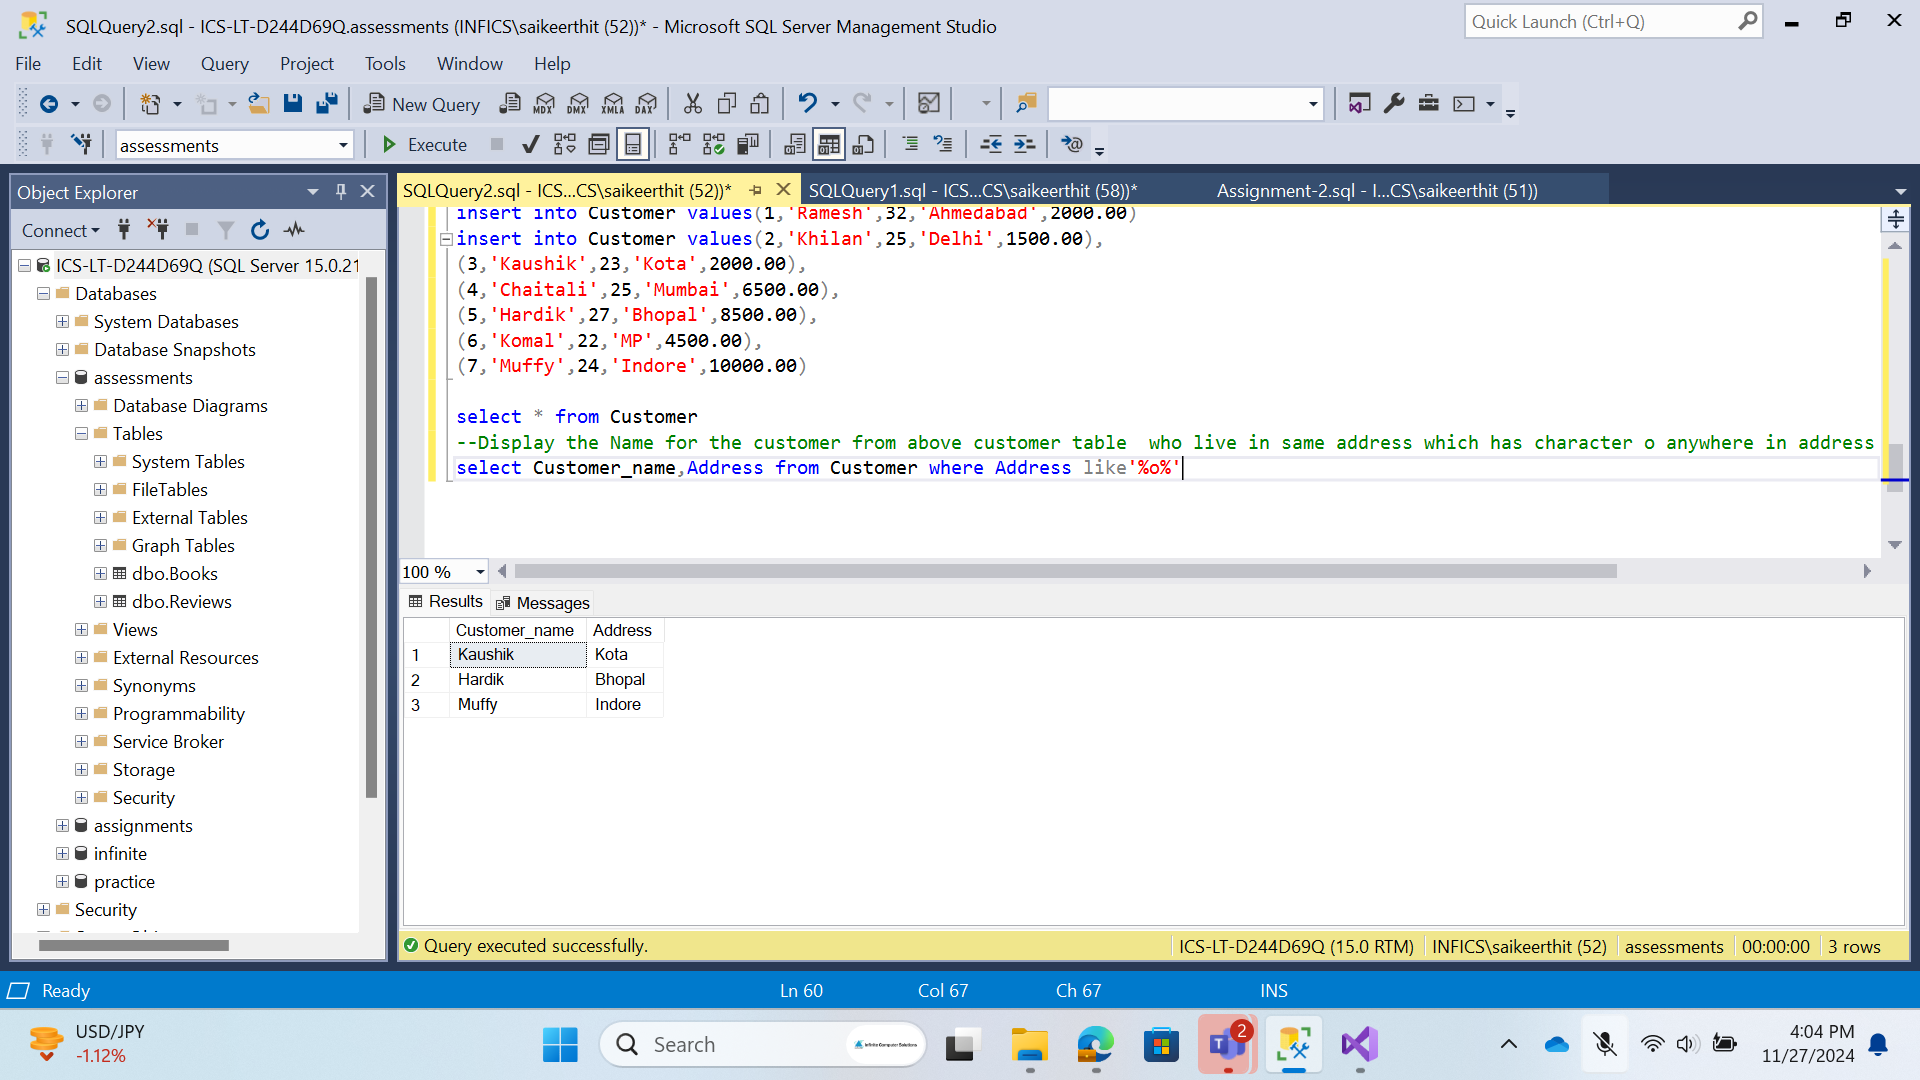 SQLQuery2.sql - ICS-LT-D244D69Q.assessments (INFICS\saikeerthit (52))* - Microsoft SQL Server Management Studio
Quick Launch (Ctrl+Q)
File Edit View Query Project Tools Window Help
New Query MDX DMX XMLA DAX
assessments Execute
Object Explorer
Connect
ICS-LT-D244D69Q (SQL Server 15.0.21
Databases
System Databases
Database Snapshots
assessments
Database Diagrams
Tables
System Tables
FileTables
External Tables
Graph Tables
dbo.Books
dbo.Reviews
Views
External Resources
Synonyms
Programmability
Service Broker
Storage
Security
assignments
infinite
practice
Security
SQLQuery2.sql - ICS...CS\saikeerthit (52))* SQLQuery1.sql - ICS...CS\saikeerthit (58))* Assignment-2.sql - I...CS\saikeerthit (51))
insert into Customer values(1,'Ramesh',32,'Ahmedabad',2000.00)
insert into Customer values(2,'Khilan',25,'Delhi',1500.00),
(3,'Kaushik',23,'Kota',2000.00),
(4,'Chaitali',25,'Mumbai',6500.00),
(5,'Hardik',27,'Bhopal',8500.00),
(6,'Komal',22,'MP',4500.00),
(7,'Muffy',24,'Indore',10000.00)
select * from Customer
--Display the Name for the customer from above customer table  who live in same address which has character o anywhere in address
select Customer_name,Address from Customer where Address like'%o%'
100 %
Results Messages
Customer_name Address
1 Kaushik Kota
2 Hardik Bhopal
3 Muffy Indore
Query executed successfully. ICS-LT-D244D69Q (15.0 RTM) INFICS\saikeerthit (52) assessments 00:00:00 3 rows
Ready Ln 60 Col 67 Ch 67 INS
USD/JPY
-1.12%
Search
Infinite Computer Solutions
2
4:04 PM
11/27/2024